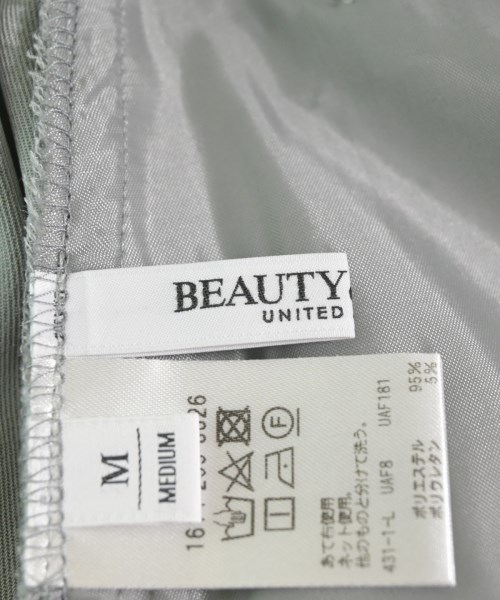 BEAUTY
UNITED
M
MEDIUM
F
あて布使用
ネット使用。
他のものと分けて洗う。
431-1-L UAF8 UAF181
ポリエステル 95%
ポリウレタン 5%